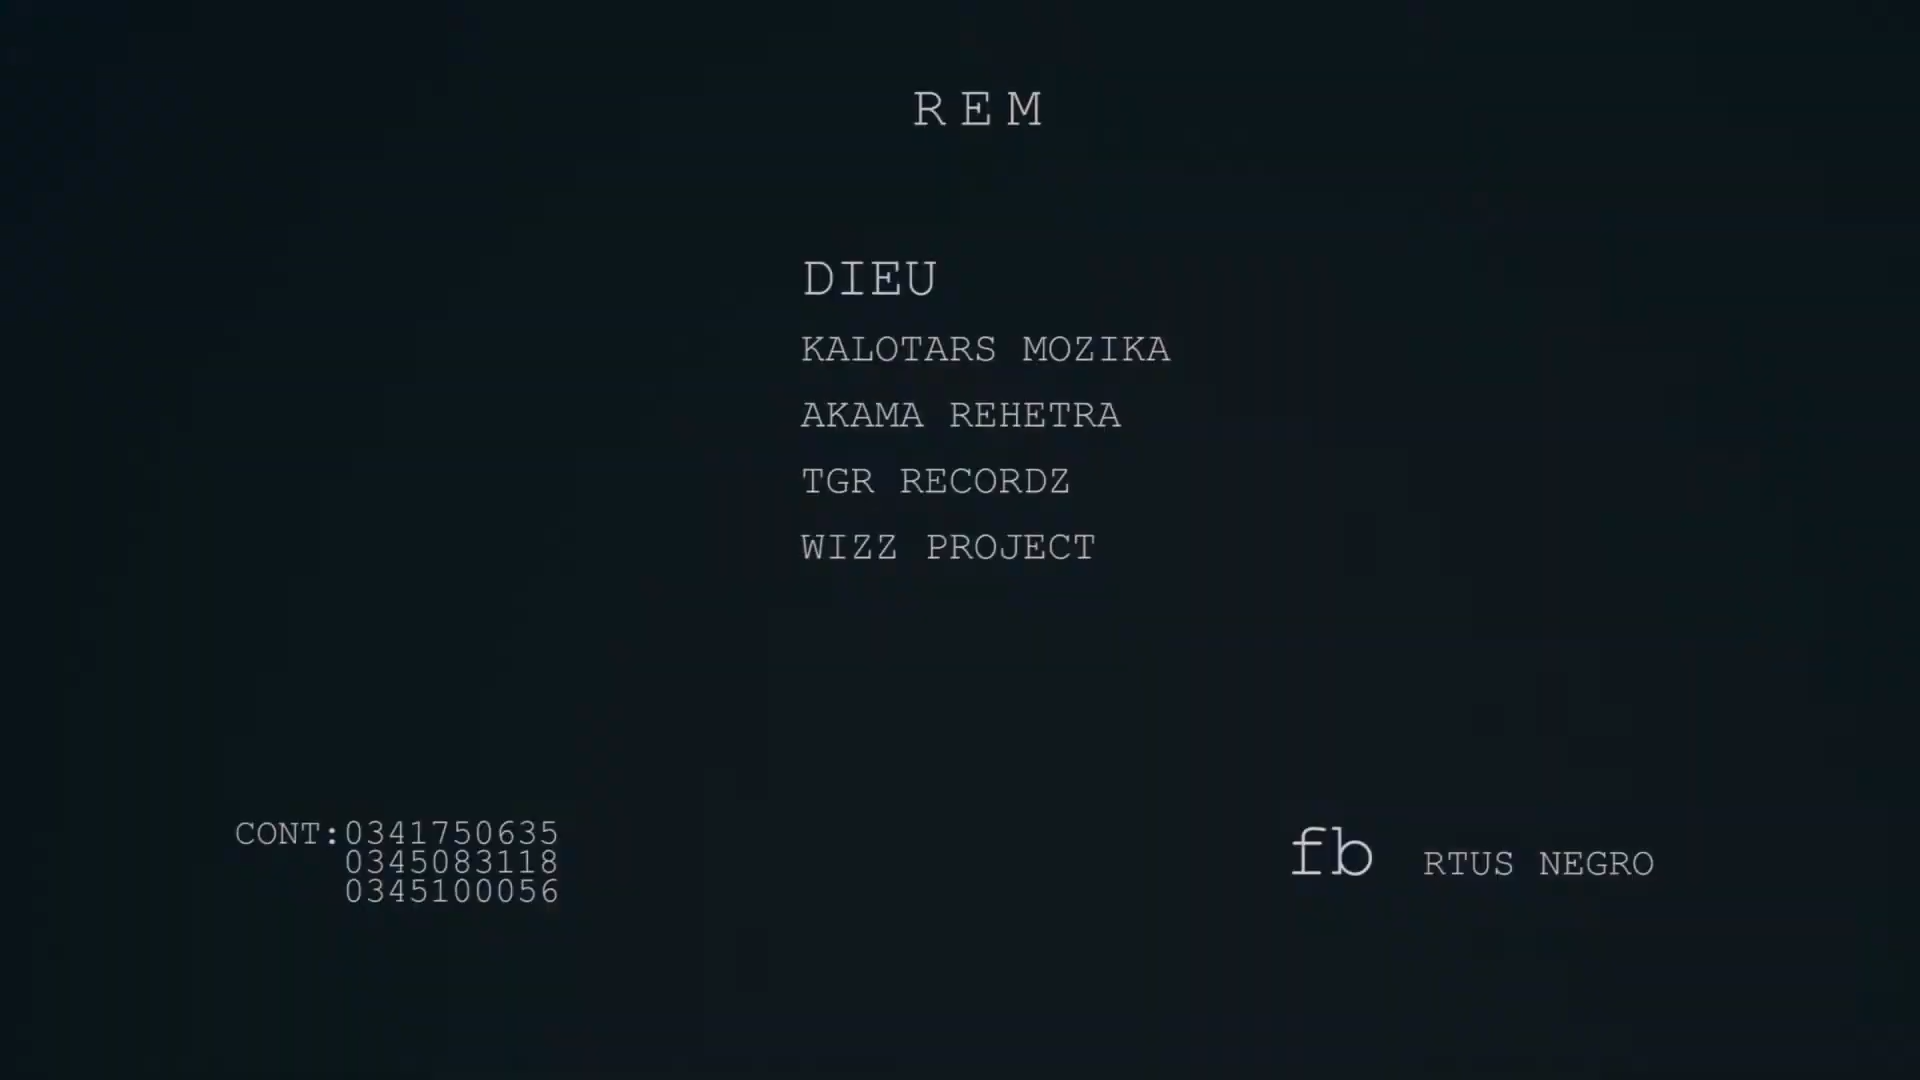 REM
DIEU
KALOTARS MOZIKA
AKAMA REHETRA
TGR RECORDZ
WIZZ PROJECT
CONT:0341750635
0345083118
0345100056
fb RTUS NEGRO